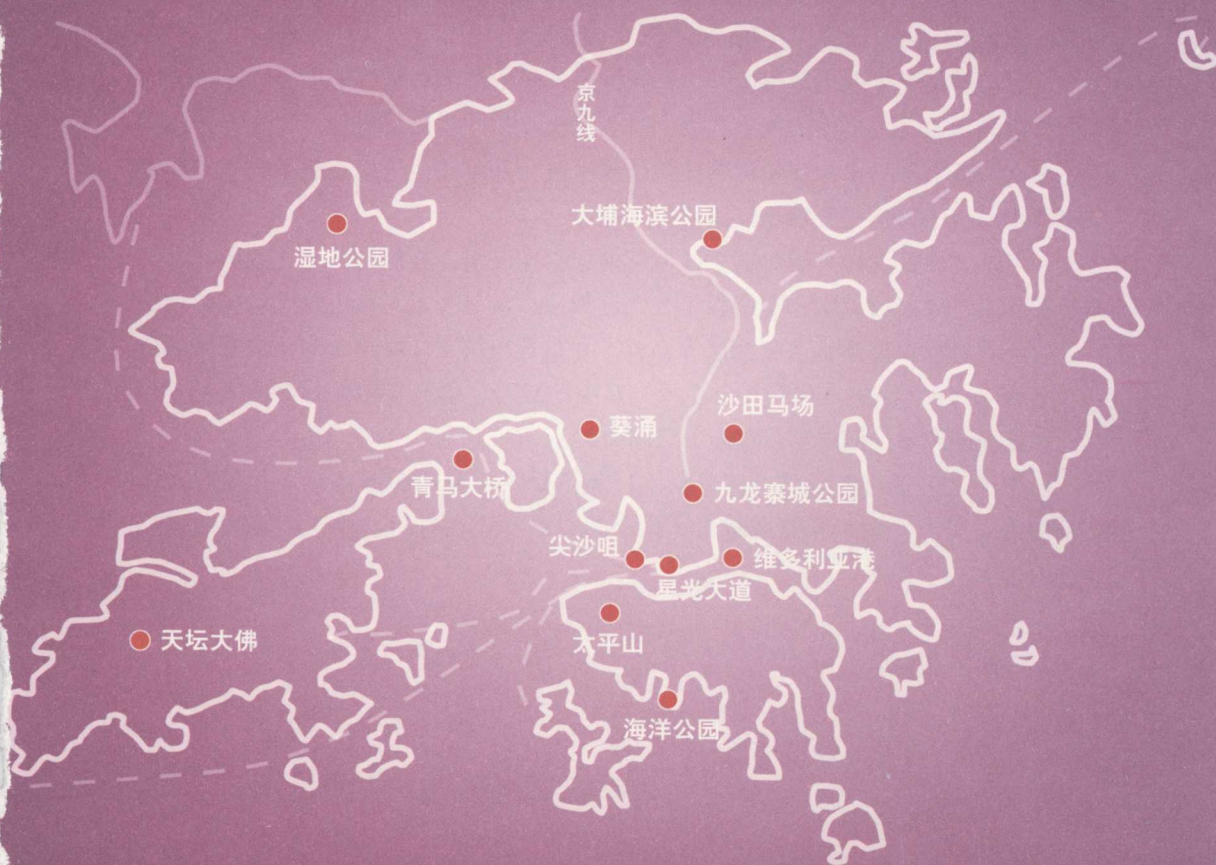 京九线
大埔海滨公园
湿地公园
沙田马场
葵涌
青马大桥
九龙寨城公园
尖沙咀
维多利亚港
星光大道
天坛大佛
太平山
海洋公园